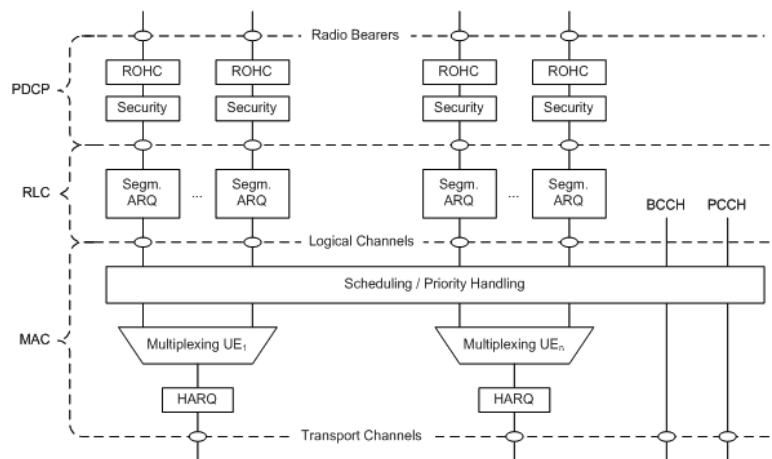 Radio Bearers
ROHC ROHC ROHC ROHC
PDCP
Security Security Security Security
Segm. ARQ ... Segm. ARQ Segm. ARQ ... Segm. ARQ
RLC
BCCH PCCH
Logical Channels
Scheduling / Priority Handling
MAC
Multiplexing UE₁ Multiplexing UEₙ
HARQ HARQ
Transport Channels